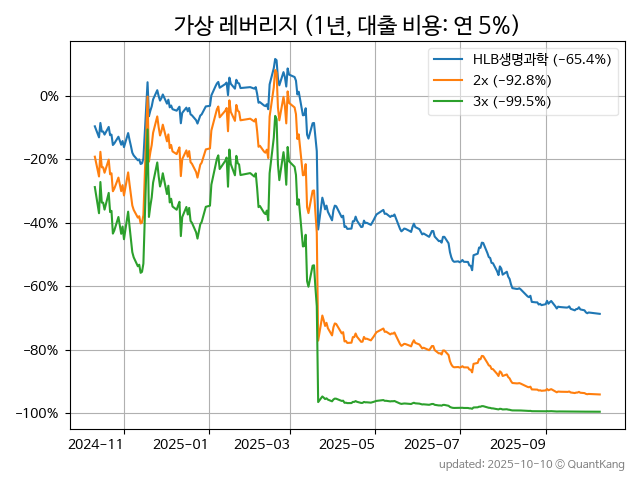 가상 레버리지 (1년, 대출 비용: 연 5%)
HLB생명과학 (−65.4%)
2x (−92.8%)
3x (−99.5%)
0%
−20%
−40%
−60%
−80%
−100%
2024-11 2025-01 2025-03 2025-05 2025-07 2025-09
updated: 2025-10-10 © QuantKang